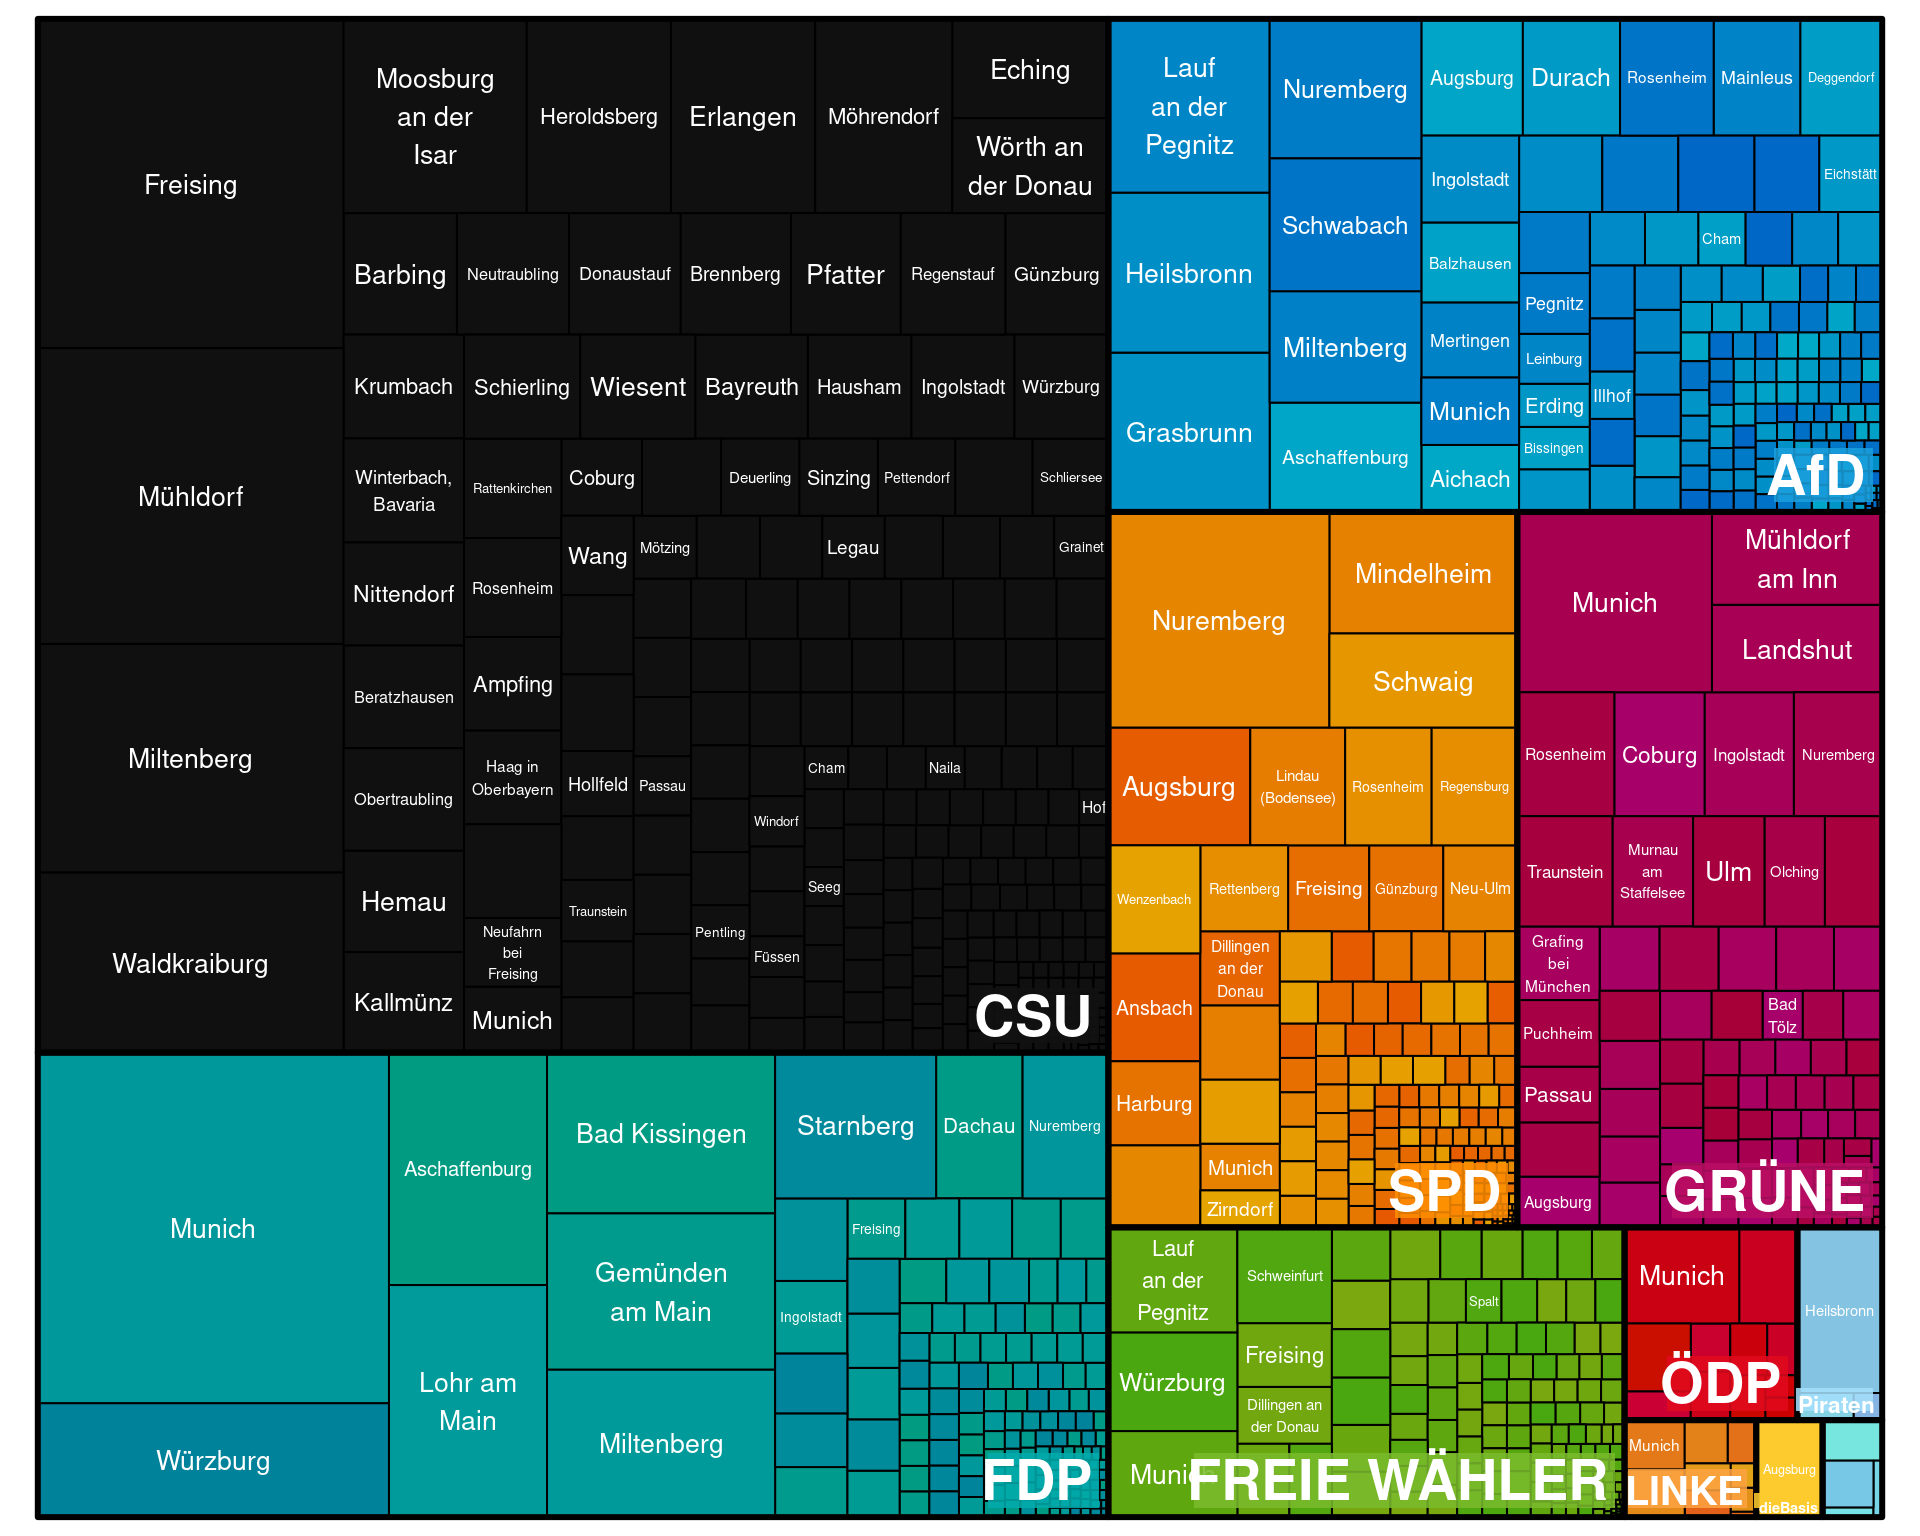 Freising
Mühldorf
Miltenberg
Waldkraiburg
Moosburg
an der
Isar
Heroldsberg
Erlangen
Möhrendorf
Eching
Wörth an
der Donau
Barbing
Neutraubling
Donaustauf
Brennberg
Pfatter
Regenstauf
Günzburg
Krumbach
Schierling
Wiesent
Bayreuth
Hausham
Ingolstadt
Würzburg
Winterbach,
Bavaria
Rattenkirchen
Coburg
Deuerling
Sinzing
Pettendorf
Schliersee
Nittendorf
Rosenheim
Wang
Mötzing
Legau
Grainet
Beratzhausen
Ampfing
Obertraubling
Haag in
Oberbayern
Hollfeld
Passau
Cham
Naila
Hof
Windorf
Seeg
Hemau
Neufahrn
bei
Freising
Traunstein
Pentling
Füssen
Kallmünz
Munich
CSU
Lauf
an der
Pegnitz
Heilsbronn
Grasbrunn
Nuremberg
Schwabach
Miltenberg
Aschaffenburg
Augsburg
Durach
Rosenheim
Mainleus
Deggendorf
Ingolstadt
Eichstätt
Balzhausen
Cham
Mertingen
Pegnitz
Leinburg
Munich
Erding
Illhof
Aichach
Bissingen
AfD
Nuremberg
Mindelheim
Schwaig
Augsburg
Lindau
(Bodensee)
Rosenheim
Regensburg
Wenzenbach
Rettenberg
Freising
Günzburg
Neu-Ulm
Ansbach
Dillingen
an der
Donau
Harburg
Munich
Zirndorf
SPD
Munich
Mühldorf
am Inn
Landshut
Rosenheim
Coburg
Ingolstadt
Nuremberg
Traunstein
Murnau
am
Staffelsee
Ulm
Olching
Grafing
bei
München
Bad
Tölz
Puchheim
Passau
Augsburg
GRÜNE
Munich
Würzburg
Aschaffenburg
Lohr am
Main
Bad Kissingen
Gemünden
am Main
Miltenberg
Starnberg
Dachau
Nuremberg
Freising
Ingolstadt
FDP
Lauf
an der
Pegnitz
Würzburg
Munic
Schweinfurt
Freising
Dillingen an
der Donau
Spalt
FREIE WÄHLER
Munich
ÖDP
Heilsbronn
Piraten
Munich
LINKE
Augsburg
dieBasis